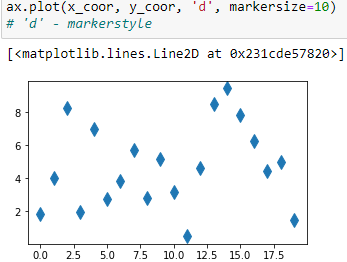 ax.plot(x_coor, y_coor, 'd', markersize=10)
# 'd' - markerstyle
[<matplotlib.lines.Line2D at 0x231cde57820>]
8
6
4
2
0.0 2.5 5.0 7.5 10.0 12.5 15.0 17.5